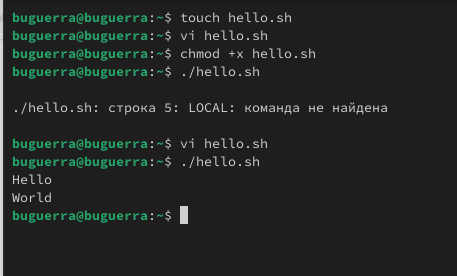 buguerra@buguerra:~$ touch hello.sh
buguerra@buguerra:~$ vi hello.sh
buguerra@buguerra:~$ chmod +x hello.sh
buguerra@buguerra:~$ ./hello.sh
./hello.sh: строка 5: LOCAL: команда не найдена
buguerra@buguerra:~$ vi hello.sh
buguerra@buguerra:~$ ./hello.sh
Hello
World
buguerra@buguerra:~$